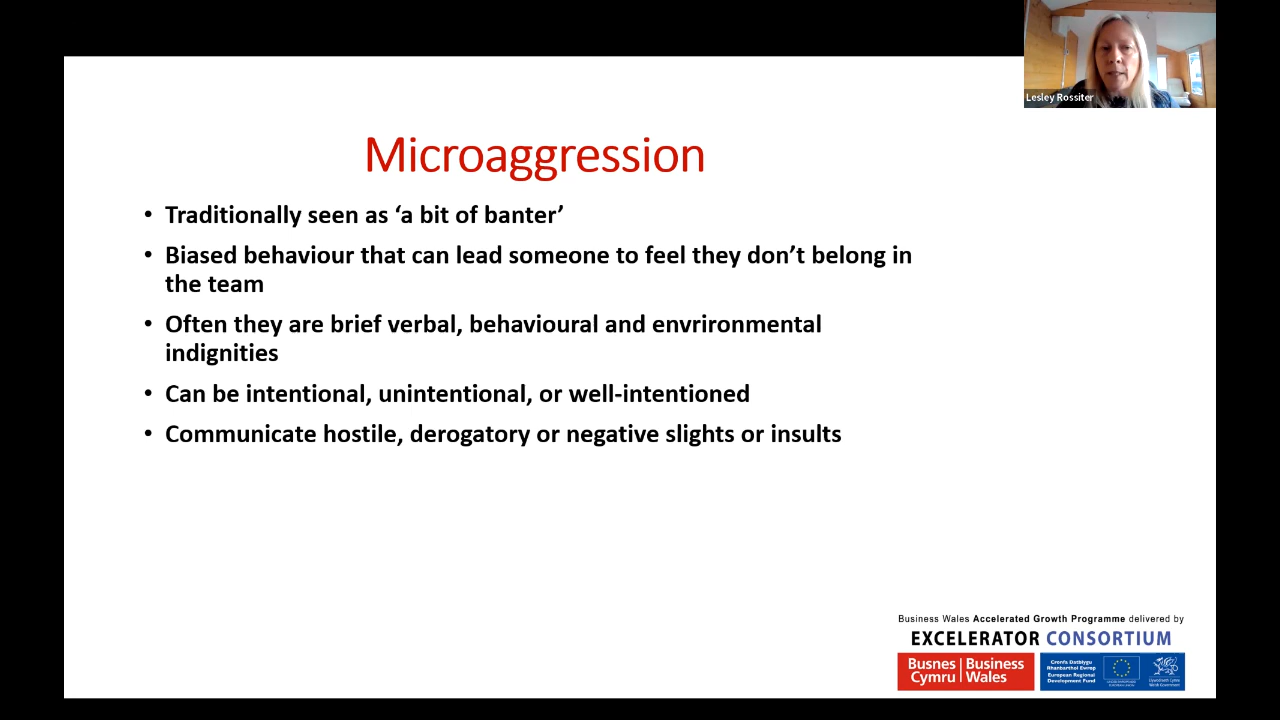 Lesley Rossiter
Microaggression
• Traditionally seen as ‘a bit of banter’
• Biased behaviour that can lead someone to feel they don’t belong in
the team
• Often they are brief verbal, behavioural and envrironmental
indignities
• Can be intentional, unintentional, or well-intentioned
• Communicate hostile, derogatory or negative slights or insults
Business Wales Accelerated Growth Programme delivered by
EXCELERATOR CONSORTIUM
Busnes
Cymru
Business
Wales
Cronfa Datblygu
Rhanbarthol Ewrop
European Regional
Development Fund
Llywodraeth Cymru
Welsh Government